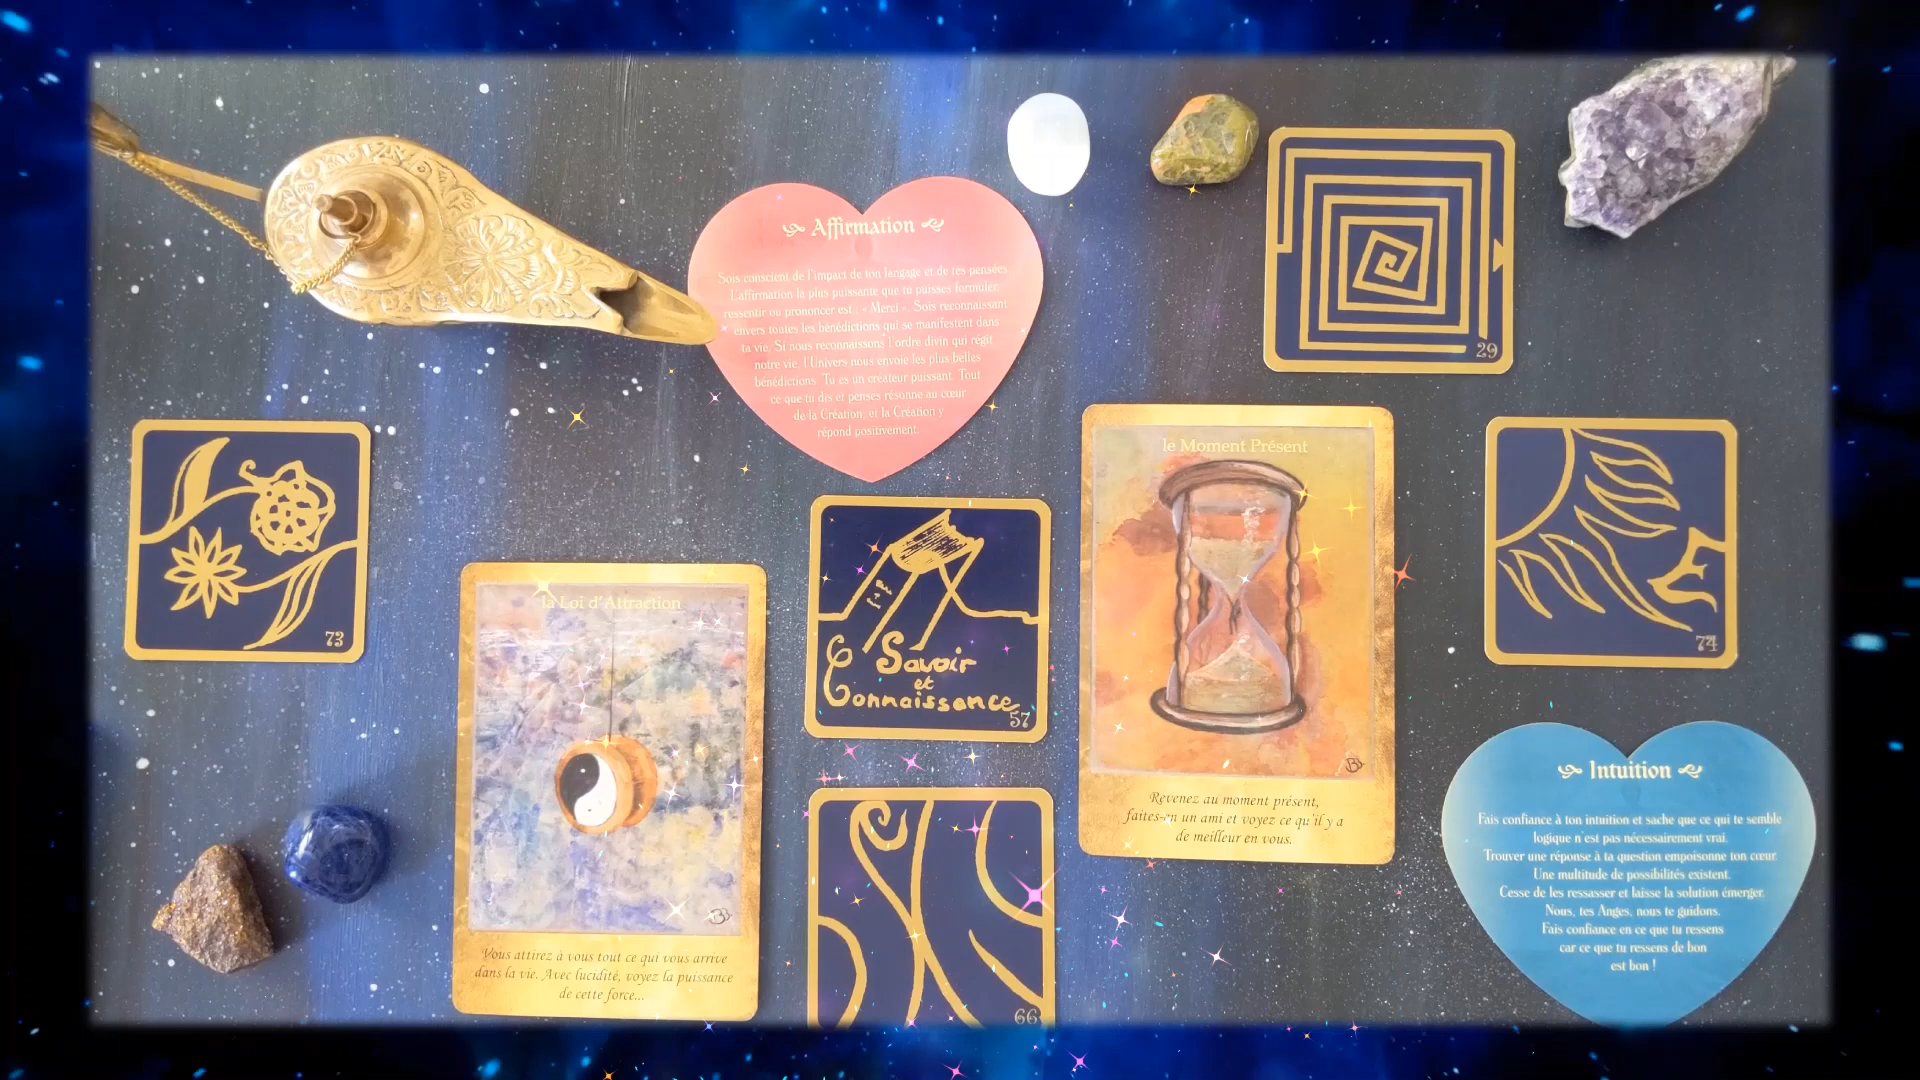 Affirmation
Sois conscient de l'impact de ton langage et de tes pensées.
L'affirmation la plus puissante que tu puisses formuler,
ressentir ou prononcer est : « Merci ». Sois reconnaissant
envers toutes les bénédictions qui se manifestent dans
ta vie. Si nous reconnaissons l'ordre divin qui régit
notre vie, l'Univers nous envoie les plus belles
bénédictions. Tu es un créateur puissant. Tout
ce que tu dis et penses résonne au cœur
de la Création, et la Création y
répond positivement.
29
73
la Loi d'Attraction
Vous attirez à vous tout ce qui vous arrive
dans la vie. Avec lucidité, voyez la puissance
de cette force...
Savoir
et
Connaissance
57
66
le Moment Présent
Revenez au moment présent,
faites-en un ami et voyez ce qu'il y a
de meilleur en vous.
74
Intuition
Fais confiance à ton intuition et sache que ce qui te semble
logique n'est pas nécessairement vrai.
Trouver une réponse à ta question empoisonne ton cœur.
Une multitude de possibilités existent.
Cesse de les ressasser et laisse la solution émerger.
Nous, tes Anges, nous te guidons.
Fais confiance en ce que tu ressens
car ce que tu ressens de bon
est bon !